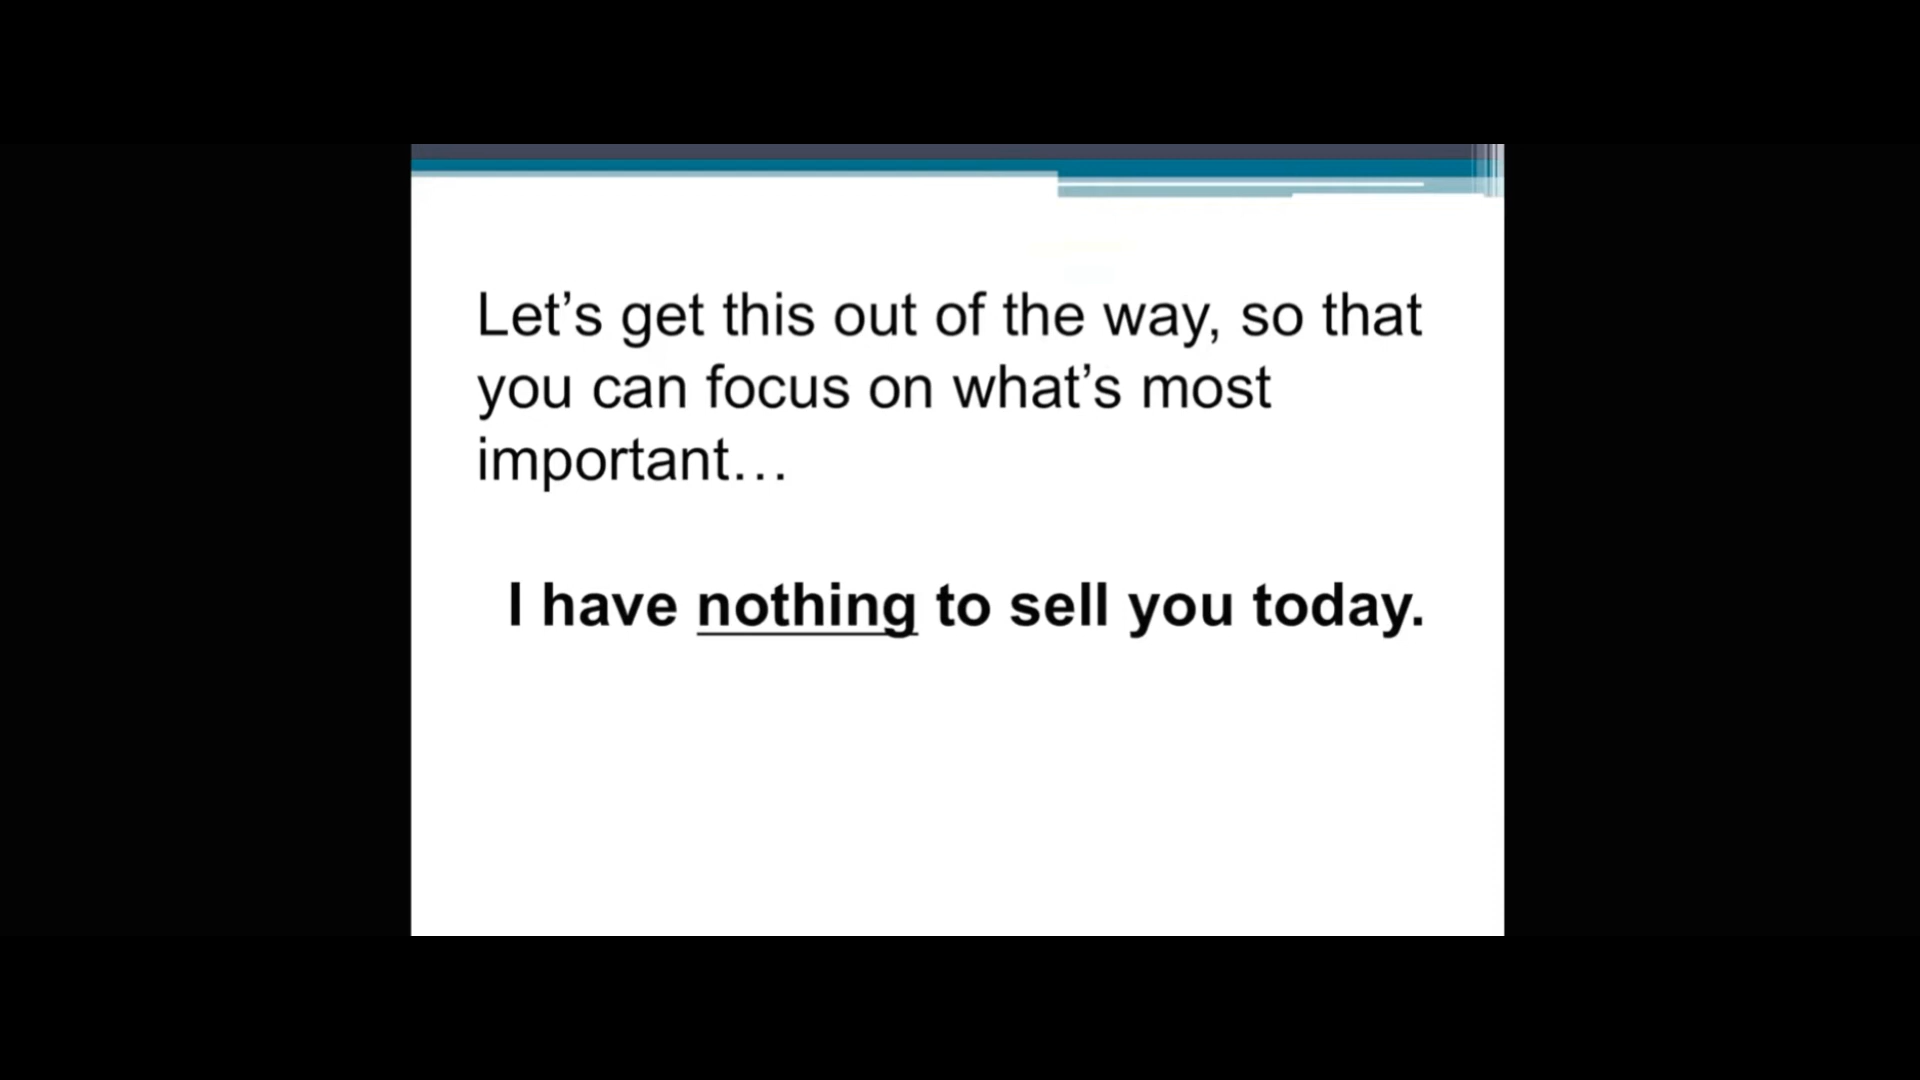 Let’s get this out of the way, so that
you can focus on what’s most
important…
I have nothing to sell you today.